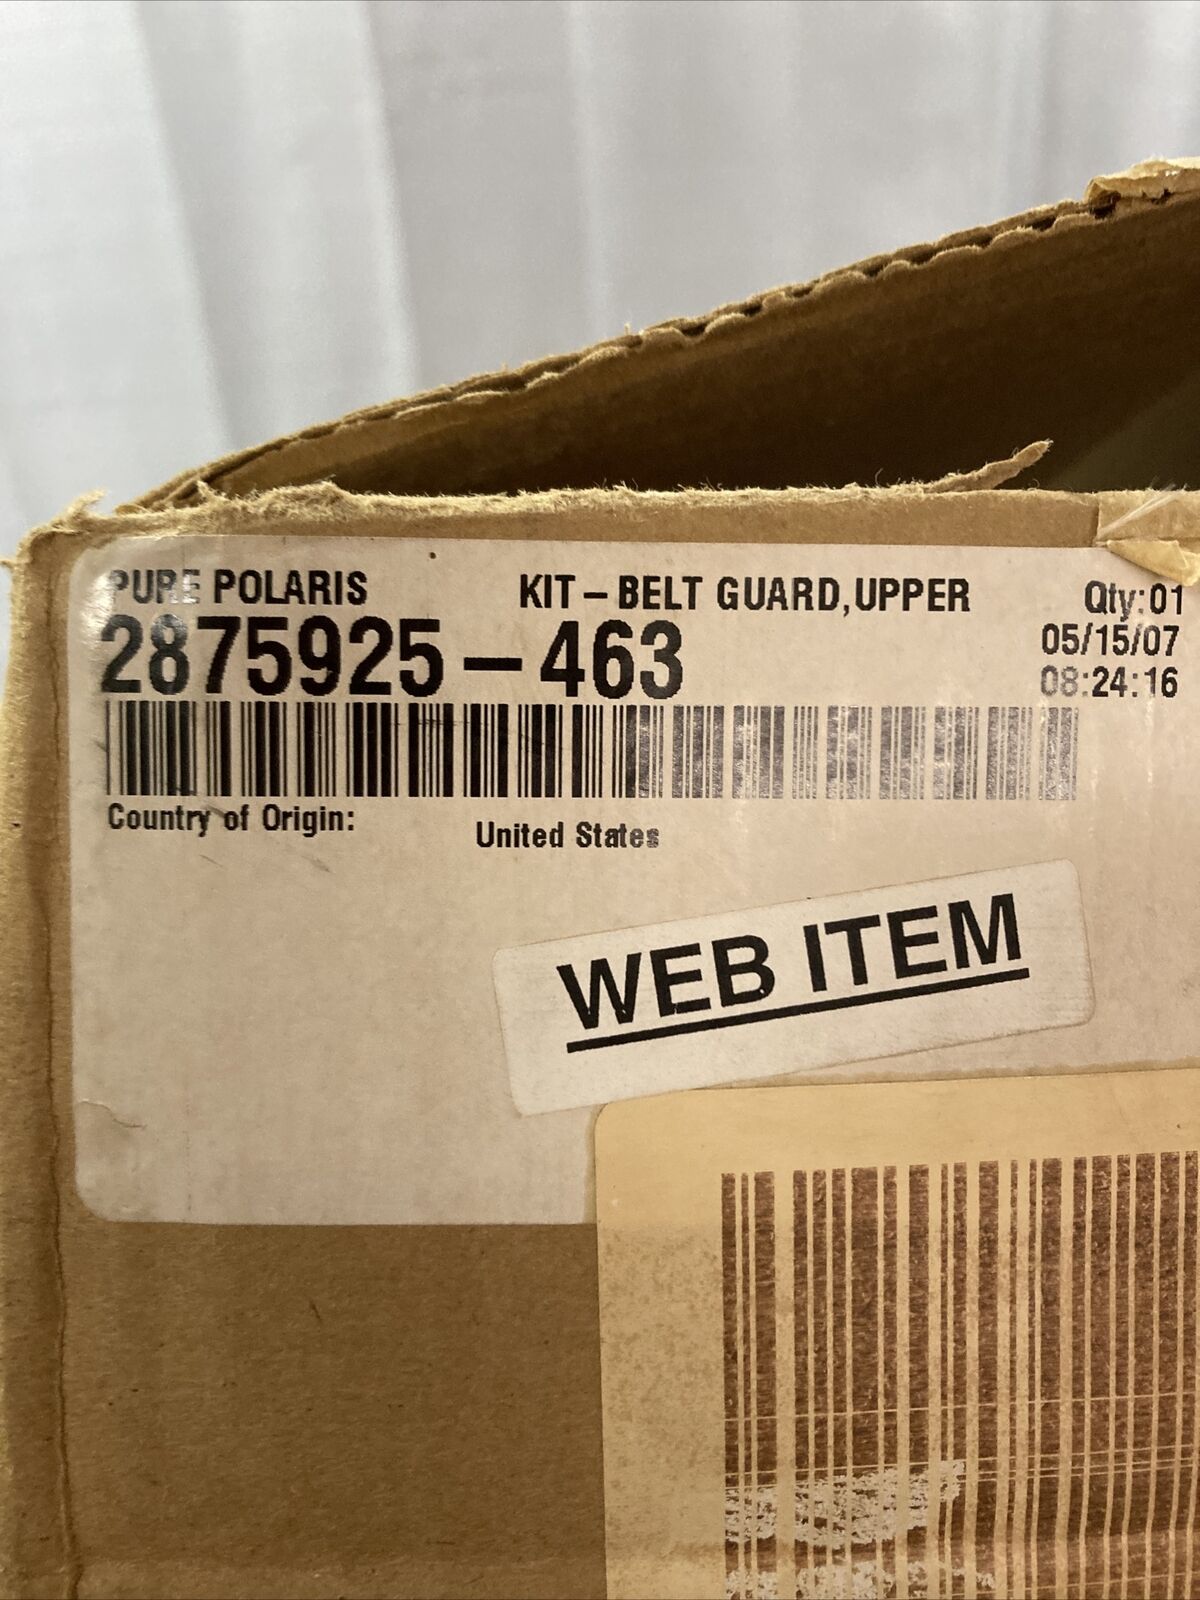 PURE POLARIS KIT – BELT GUARD,UPPER Qty:01
2875925 – 463 05/15/07
08:24:16
Country of Origin:
United States
WEB ITEM